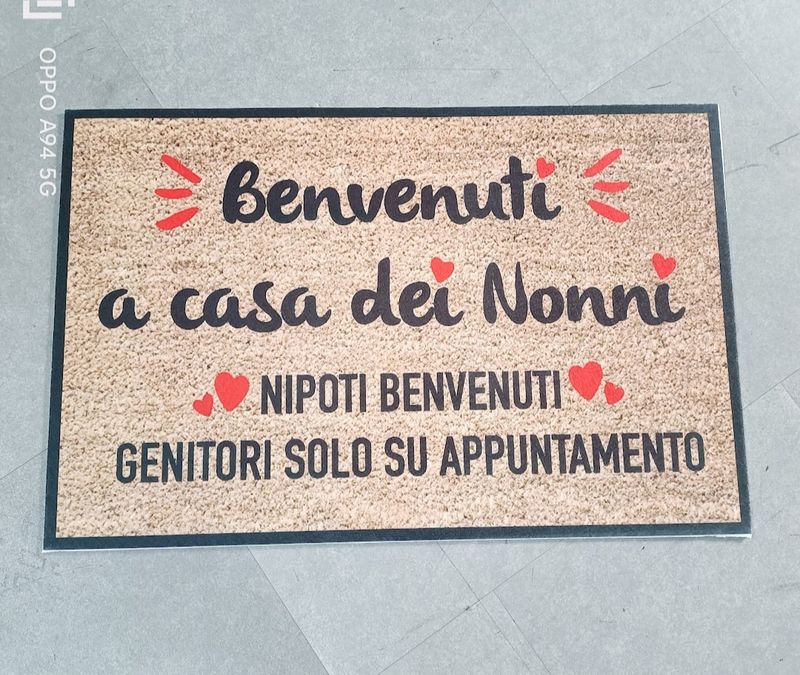 OPPO A94 5G
Benvenuti
a casa dei Nonni
NIPOTI BENVENUTI
GENITORI SOLO SU APPUNTAMENTO